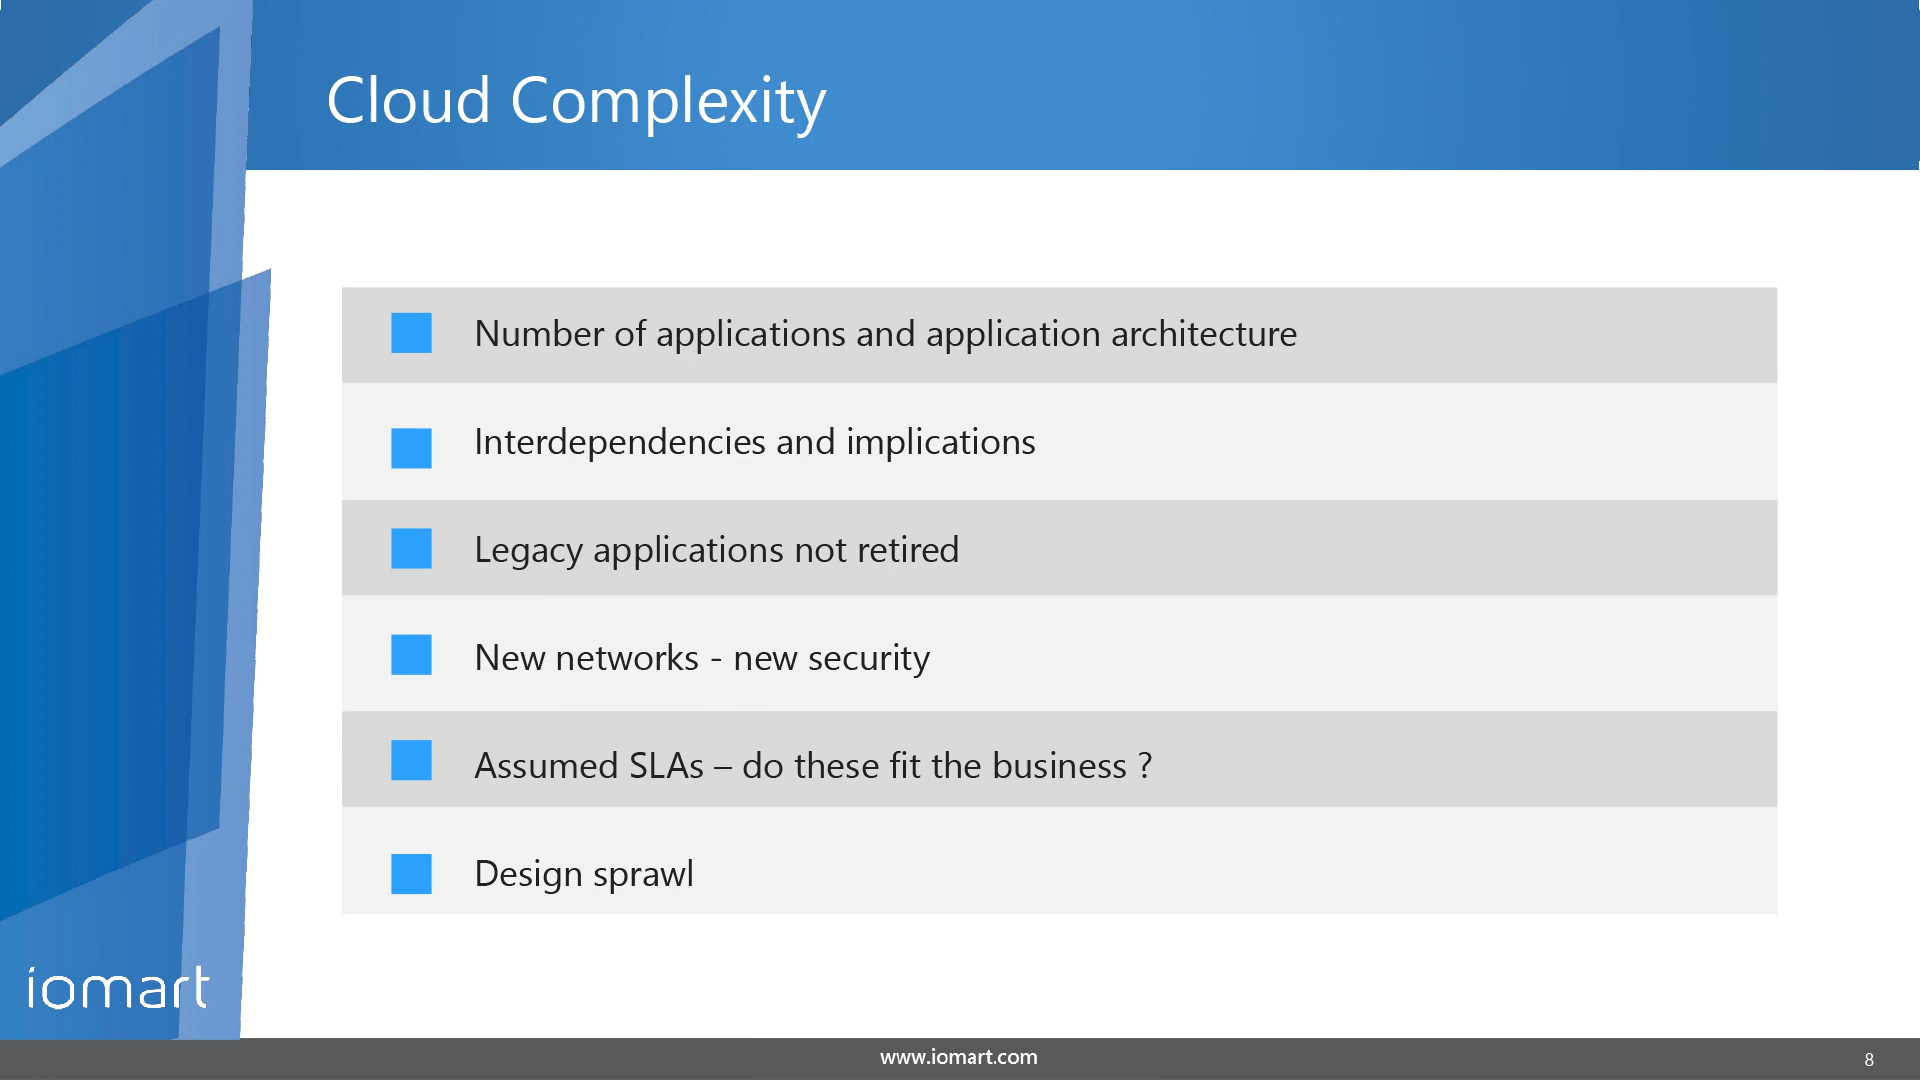 Cloud Complexity
Number of applications and application architecture
Interdependencies and implications
Legacy applications not retired
New networks - new security
Assumed SLAs – do these fit the business ?
Design sprawl
iomart
www.iomart.com
8